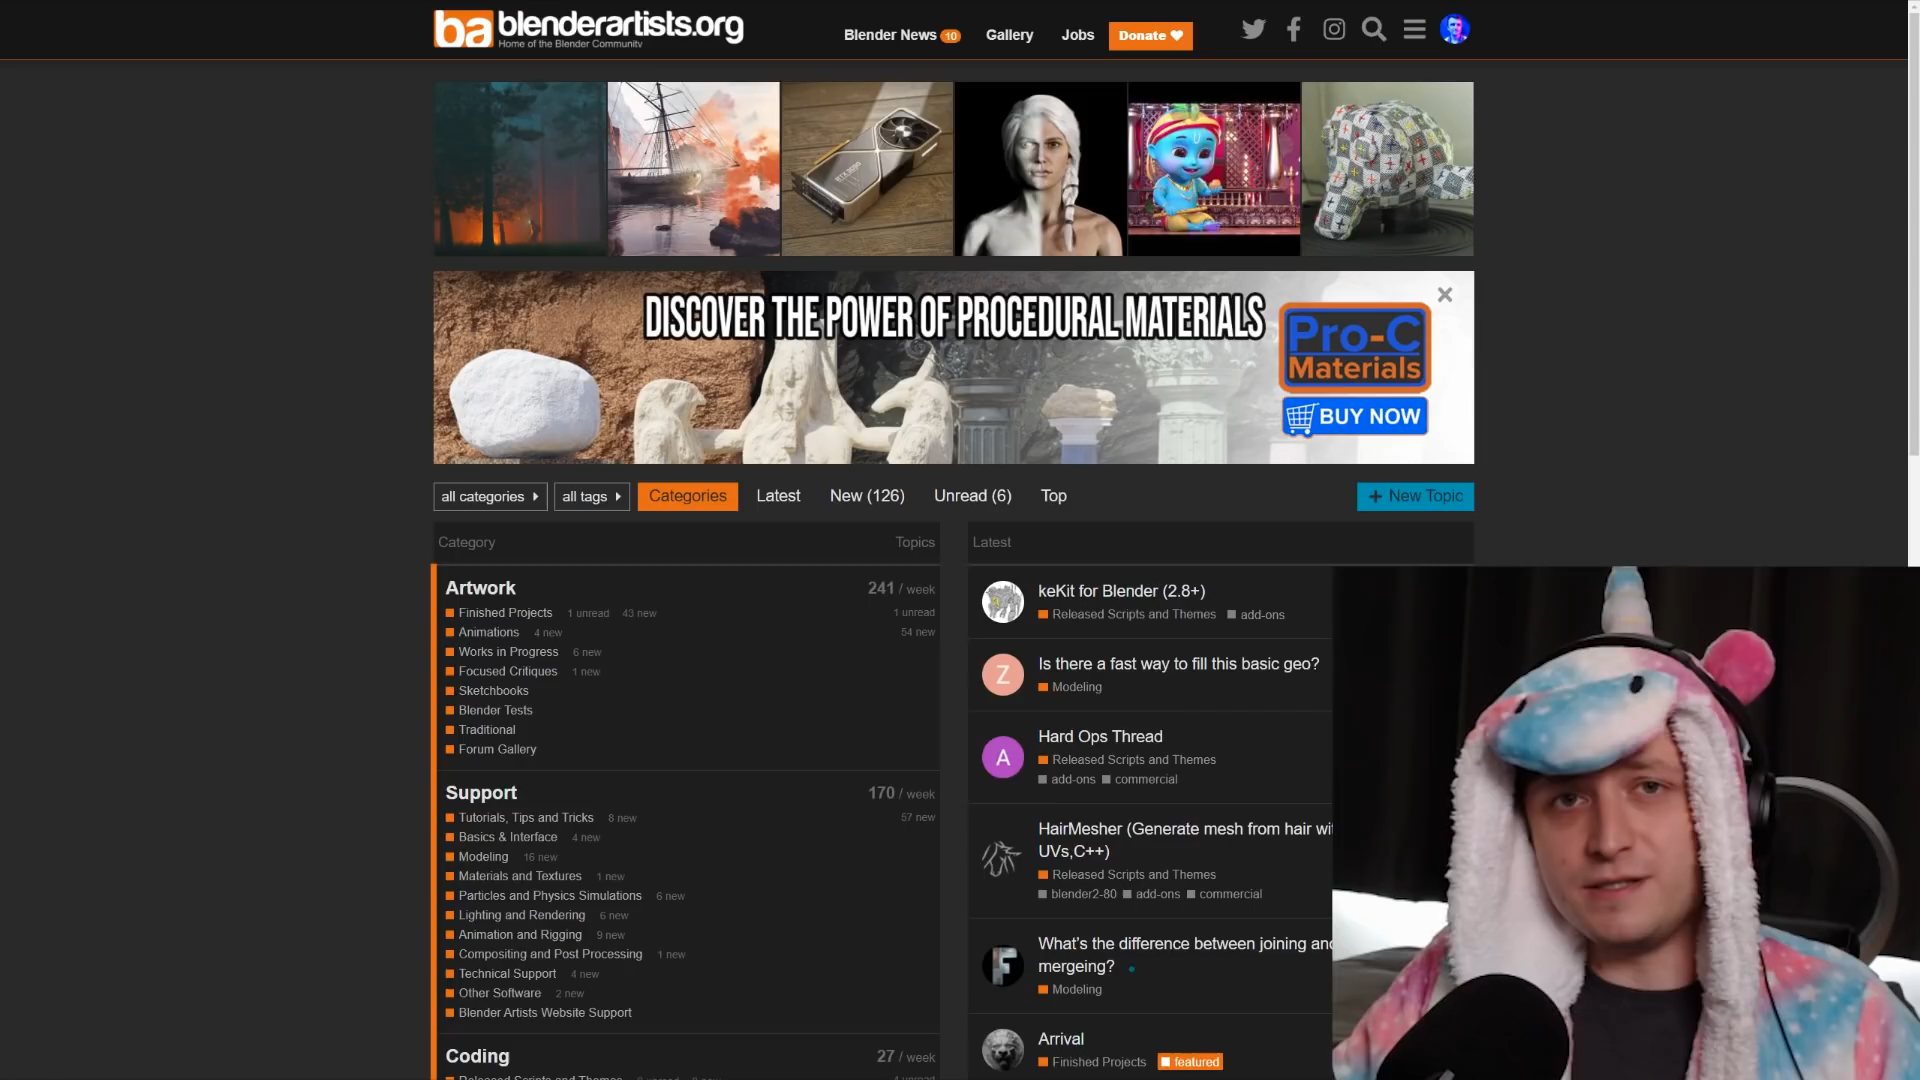 ba blenderartists.org
Home of the Blender Community
Blender News 10
Gallery
Jobs
Donate
RTX 3090
DISCOVER THE POWER OF PROCEDURAL MATERIALS
Pro-C
Materials
BUY NOW
all categories
all tags
Categories
Latest
New (126)
Unread (6)
Top
+ New Topic
Category
Topics
Artwork
241 / week
Finished Projects 1 unread 43 new
1 unread
Animations 4 new
54 new
Works in Progress 6 new
Focused Critiques 1 new
Sketchbooks
Blender Tests
Traditional
Forum Gallery
Support
170 / week
Tutorials, Tips and Tricks 8 new
57 new
Basics & Interface 4 new
Modeling 16 new
Materials and Textures 1 new
Particles and Physics Simulations 6 new
Lighting and Rendering 6 new
Animation and Rigging 9 new
Compositing and Post Processing 1 new
Technical Support 4 new
Other Software 2 new
Blender Artists Website Support
Coding
27 / week
Latest
keKit for Blender (2.8+)
Released Scripts and Themes add-ons
Z
Is there a fast way to fill this basic geo?
Modeling
A
Hard Ops Thread
Released Scripts and Themes
add-ons commercial
HairMesher (Generate mesh from hair wit
UVs,C++)
Released Scripts and Themes
blender2-80 add-ons commercial
F
What's the difference between joining and
mergeing?
Modeling
Arrival
Finished Projects featured